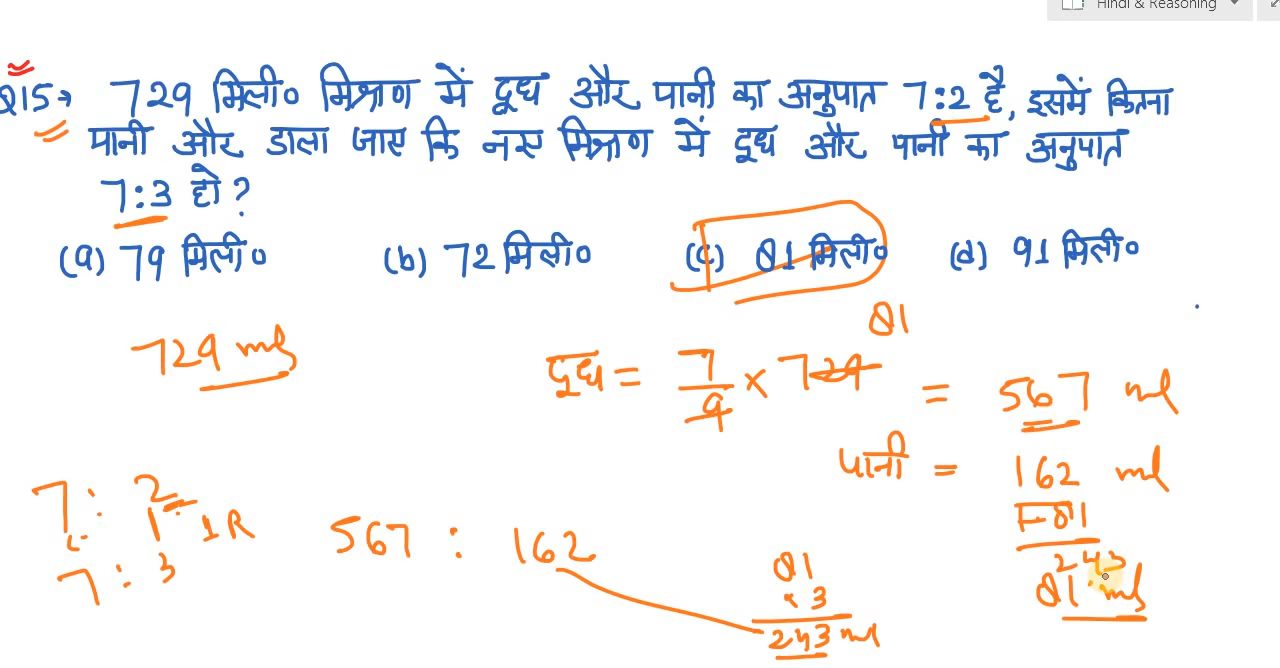 Hindi & Reasoning
Q15→ 729 मिली० मिश्रण में दूध और पानी का अनुपात 7:2 है, इसमें कितना
पानी और डाला जाए कि नए मिश्रण में दूध और पानी का अनुपात
7:3 हो?
(a) 79 मिली० (b) 72 मिली० (c) 81 मिली० (d) 91 मिली०
81
729 ml
दूध = 7/9 × 729 = 567 ml
पानी = 162 ml
7 : 2
1 1R
567 : 162
81
7 : 3
81
× 3
243
81 ml
243 ml